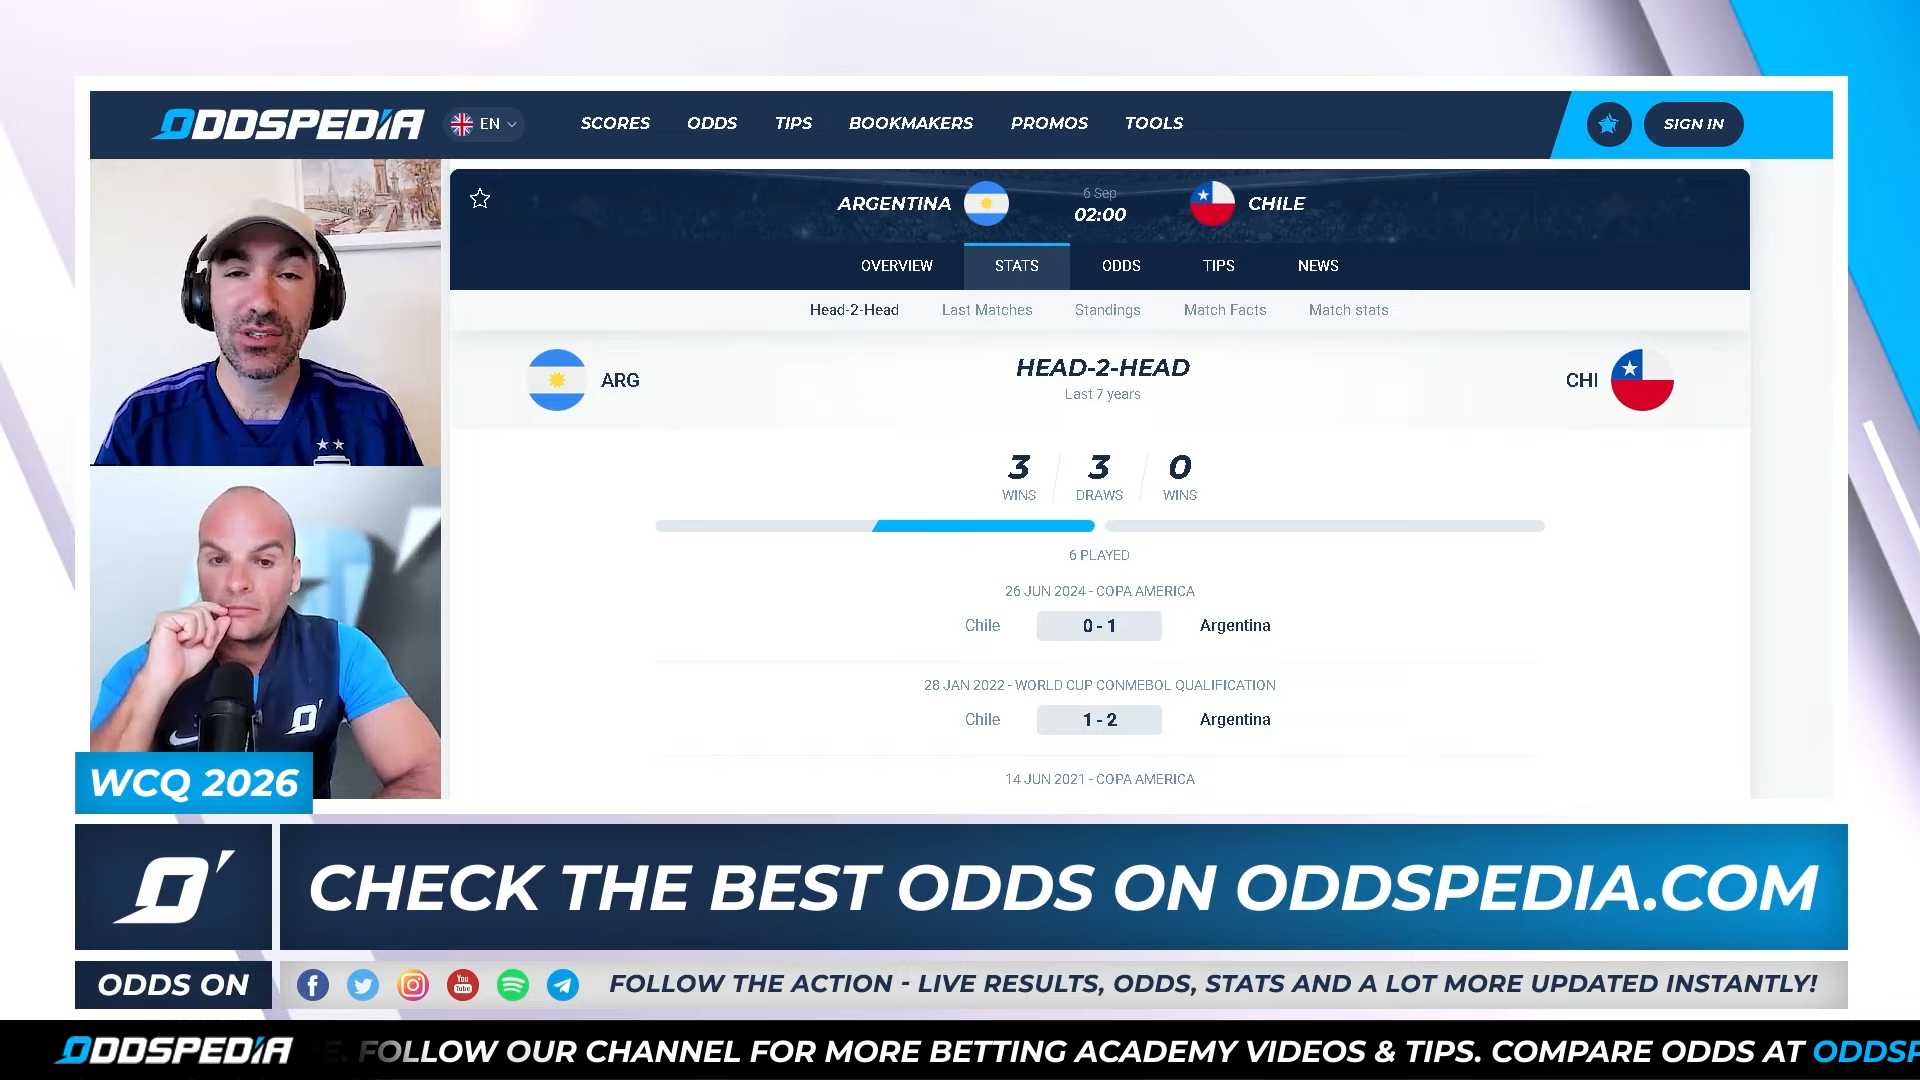 ODDSPEDIA
EN
SCORES ODDS TIPS BOOKMAKERS PROMOS TOOLS
SIGN IN
ARGENTINA
6 Sep
02:00
CHILE
OVERVIEW STATS ODDS TIPS NEWS
Head-2-Head Last Matches Standings Match Facts Match stats
ARG
HEAD-2-HEAD
Last 7 years
CHI
3 3 0
WINS DRAWS WINS
6 PLAYED
26 JUN 2024 - COPA AMERICA
Chile 0 - 1 Argentina
28 JAN 2022 - WORLD CUP CONMEBOL QUALIFICATION
Chile 1 - 2 Argentina
14 JUN 2021 - COPA AMERICA
WCQ 2026
CHECK THE BEST ODDS ON ODDSPEDIA.COM
ODDS ON
You Tube
FOLLOW THE ACTION - LIVE RESULTS, ODDS, STATS AND A LOT MORE UPDATED INSTANTLY!
ODDSPEDIA
FOLLOW OUR CHANNEL FOR MORE BETTING ACADEMY VIDEOS & TIPS. COMPARE ODDS AT ODDSP